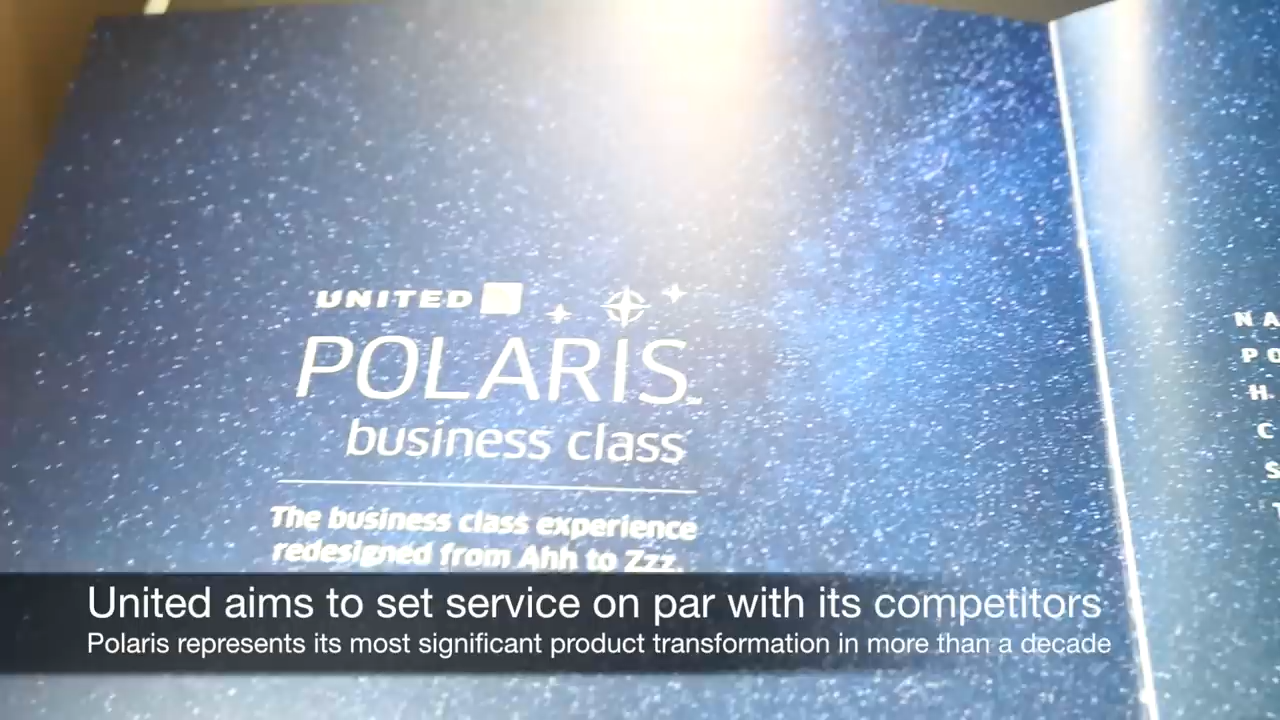 UNITED
POLARIS
business class
The business class experience
redesigned from Ahh to Zzz.
United aims to set service on par with its competitors
Polaris represents its most significant product transformation in more than a decade
N A
P O
H
C
S
T